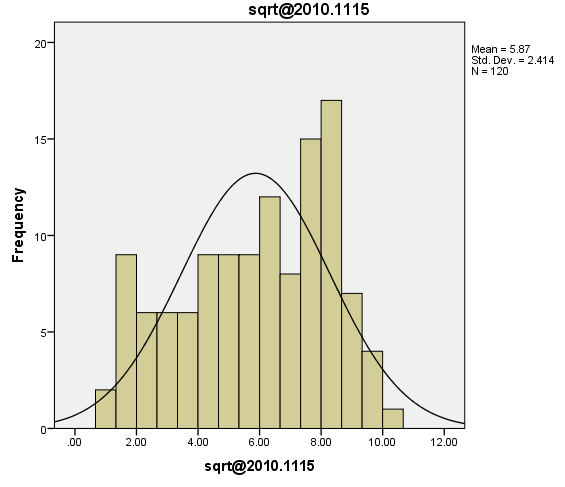 sqrt@2010.1115
Mean = 5.87
Std. Dev. = 2.414
N = 120
20
15
10
5
0
Frequency
.00 2.00 4.00 6.00 8.00 10.00 12.00
sqrt@2010.1115